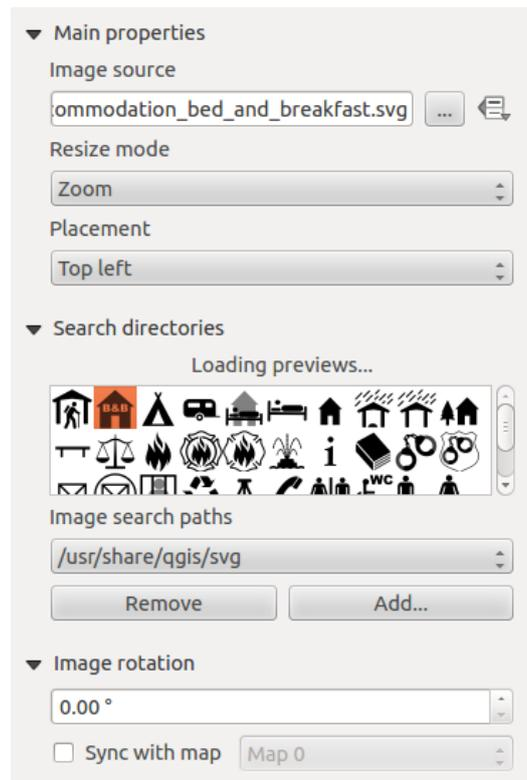 Main properties
Image source
ommodation_bed_and_breakfast.svg ...
Resize mode
Zoom
Placement
Top left
Search directories
Loading previews...
B&B
i
WC
Image search paths
/usr/share/qgis/svg
Remove Add...
Image rotation
0.00 °
Sync with map Map 0